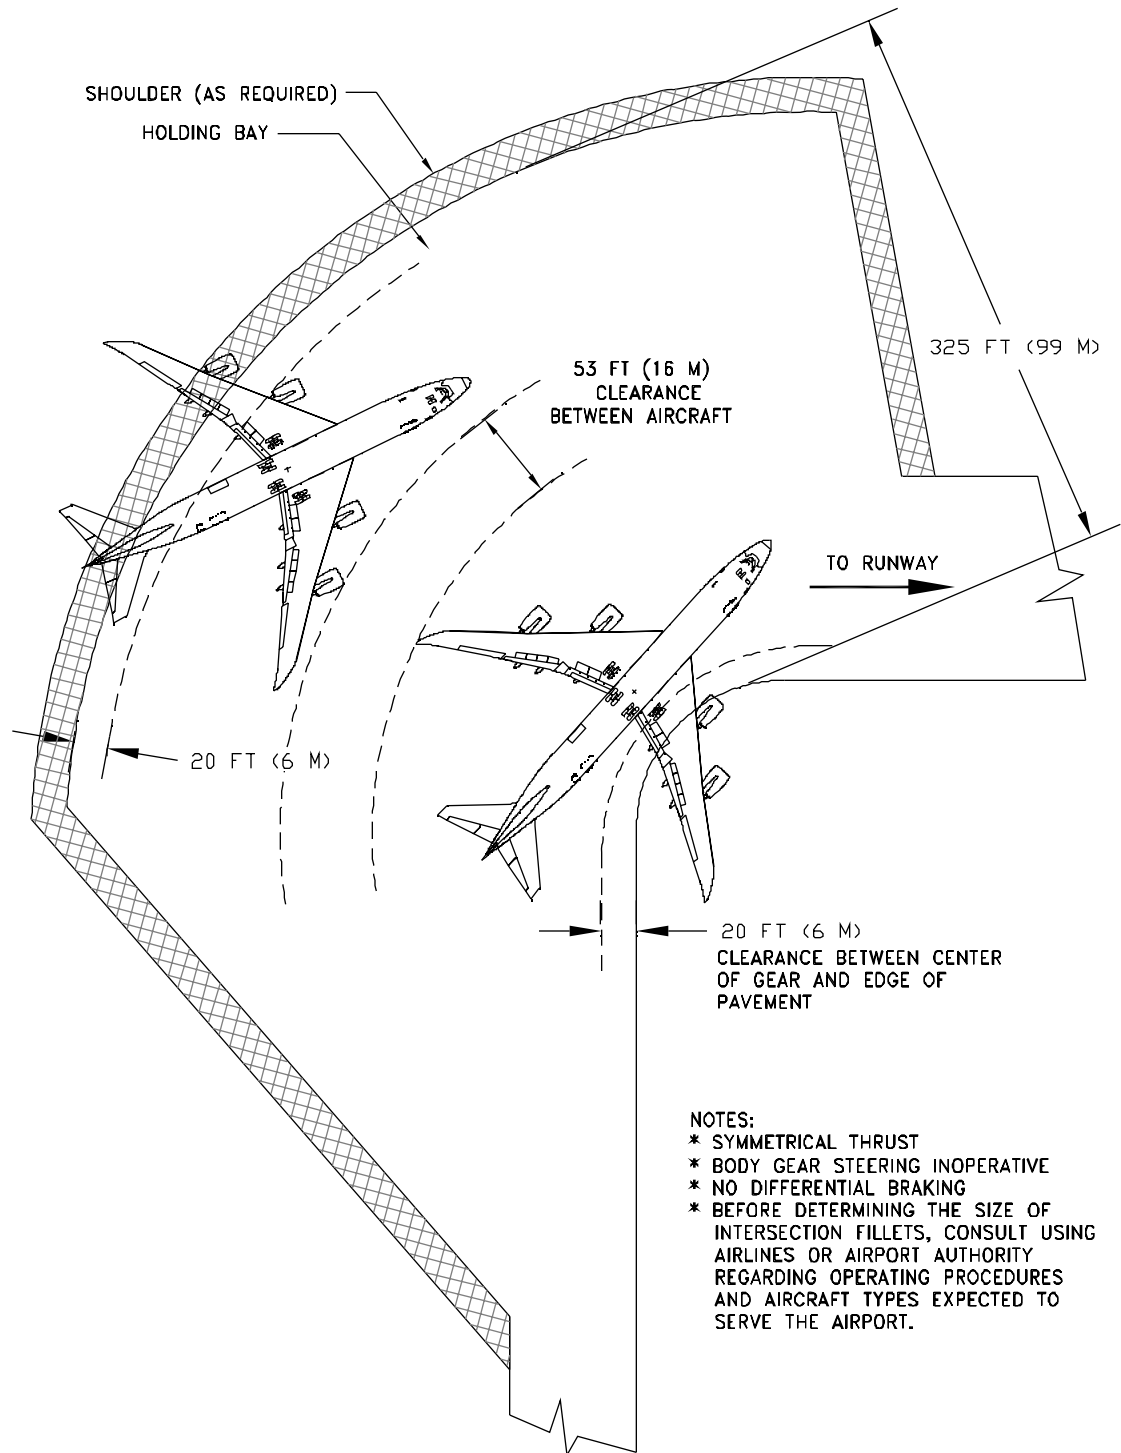 SHOULDER (AS REQUIRED)
HOLDING BAY
325 FT (99 M)
53 FT (16 M)
CLEARANCE
BETWEEN AIRCRAFT
TO RUNWAY
20 FT (6 M)
20 FT (6 M)
CLEARANCE BETWEEN CENTER
OF GEAR AND EDGE OF
PAVEMENT
NOTES:
* SYMMETRICAL THRUST
* BODY GEAR STEERING INOPERATIVE
* NO DIFFERENTIAL BRAKING
* BEFORE DETERMINING THE SIZE OF
INTERSECTION FILLETS, CONSULT USING
AIRLINES OR AIRPORT AUTHORITY
REGARDING OPERATING PROCEDURES
AND AIRCRAFT TYPES EXPECTED TO
SERVE THE AIRPORT.